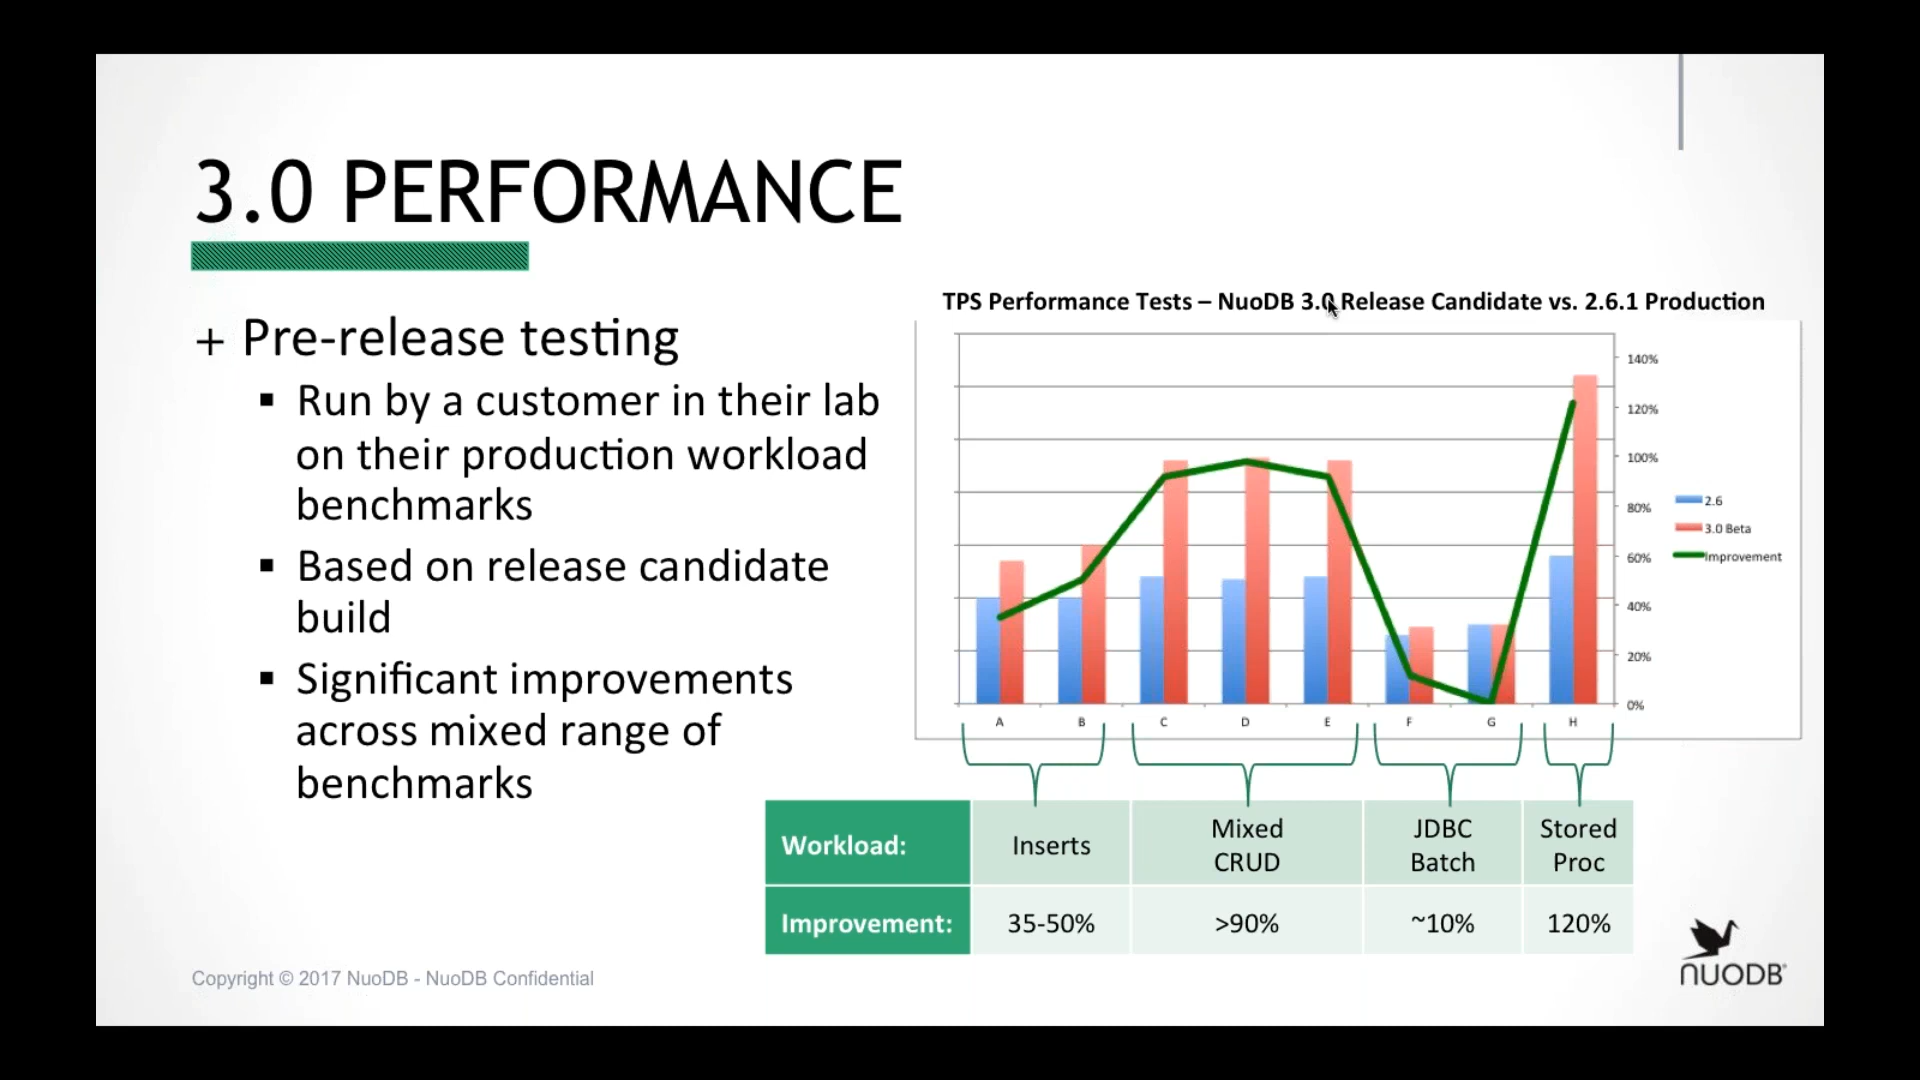 3.0 PERFORMANCE
+ Pre-release testing
▪ Run by a customer in their lab
on their production workload
benchmarks
▪ Based on release candidate
build
▪ Significant improvements
across mixed range of
benchmarks
TPS Performance Tests – NuoDB 3.0 Release Candidate vs. 2.6.1 Production
140%
120%
100%
80%
60%
40%
20%
0%
2.6
3.0 Beta
Improvement
A B C D E F G H
Workload: Inserts Mixed CRUD JDBC Batch Stored Proc
Improvement: 35-50% >90% ~10% 120%
Copyright © 2017 NuoDB - NuoDB Confidential
NUODB